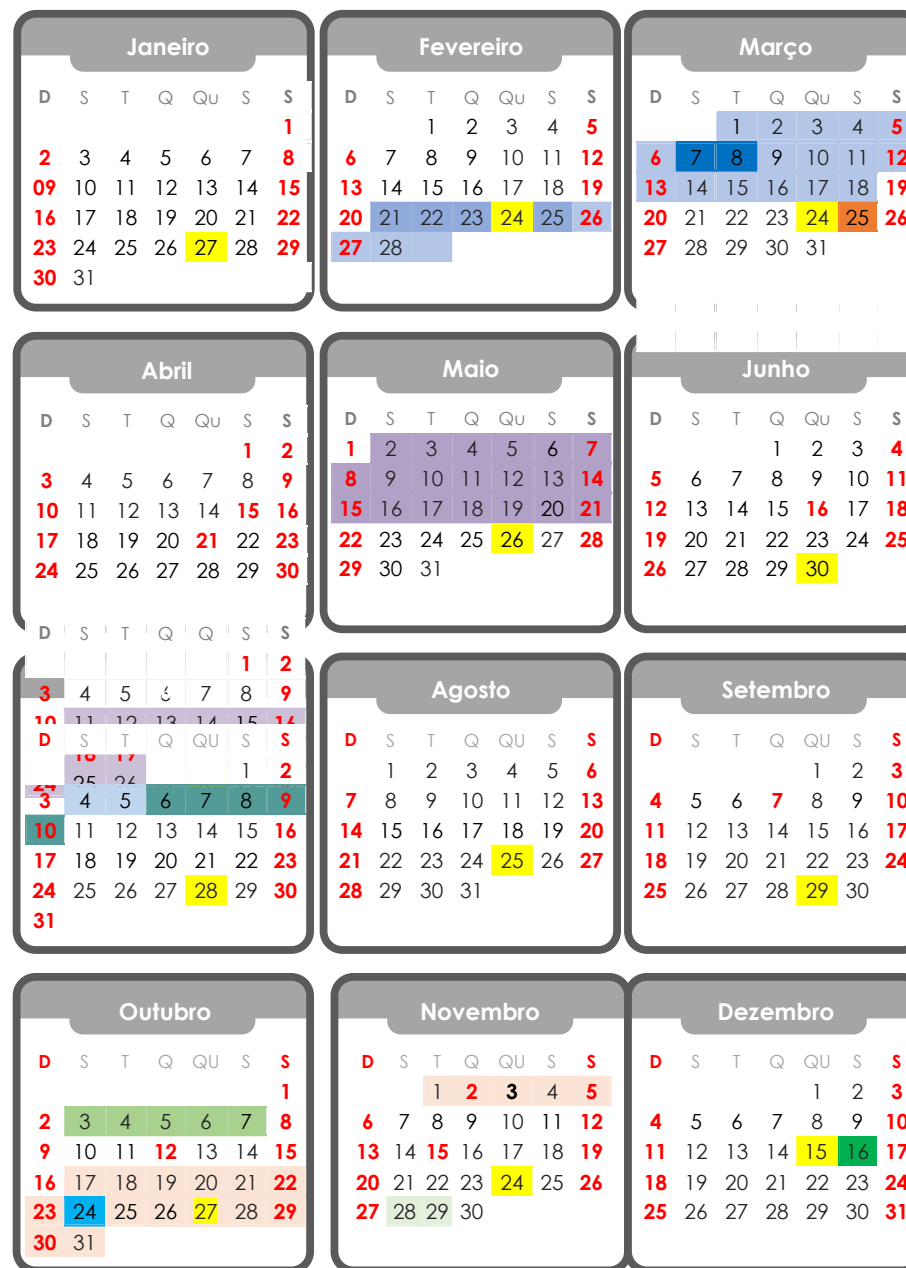 Janeiro
D S T Q QU S S
1
2 3 4 5 6 7 8
09 10 11 12 13 14 15
16 17 18 19 20 21 22
23 24 25 26 27 28 29
30 31
Fevereiro
D S T Q QU S S
1 2 3 4 5
6 7 8 9 10 11 12
13 14 15 16 17 18 19
20 21 22 23 24 25 26
27 28
Março
D S T Q QU S S
1 2 3 4 5
6 7 8 9 10 11 12
13 14 15 16 17 18 19
20 21 22 23 24 25 26
27 28 29 30 31
Abril
D S T Q QU S S
1 2
3 4 5 6 7 8 9
10 11 12 13 14 15 16
17 18 19 20 21 22 23
24 25 26 27 28 29 30
Maio
D S T Q QU S S
1 2 3 4 5 6 7
8 9 10 11 12 13 14
15 16 17 18 19 20 21
22 23 24 25 26 27 28
29 30 31
Junho
D S T Q QU S S
1 2 3 4
5 6 7 8 9 10 11
12 13 14 15 16 17 18
19 20 21 22 23 24 25
26 27 28 29 30
D S T Q Q S S
1 2
3 4 5 6 7 8 9
10 11 12 13 14 15 16
D S T Q QU S S
1 2
25 26
3 4 5 6 7 8 9
10 11 12 13 14 15 16
17 18 19 20 21 22 23
24 25 26 27 28 29 30
31
Agosto
D S T Q QU S S
1 2 3 4 5 6
7 8 9 10 11 12 13
14 15 16 17 18 19 20
21 22 23 24 25 26 27
28 29 30 31
Setembro
D S T Q QU S S
1 2 3
4 5 6 7 8 9 10
11 12 13 14 15 16 17
18 19 20 21 22 23 24
25 26 27 28 29 30
Outubro
D S T Q QU S S
1
2 3 4 5 6 7 8
9 10 11 12 13 14 15
16 17 18 19 20 21 22
23 24 25 26 27 28 29
30 31
Novembro
D S T Q QU S S
1 2 3 4 5
6 7 8 9 10 11 12
13 14 15 16 17 18 19
20 21 22 23 24 25 26
27 28 29 30
Dezembro
D S T Q QU S S
1 2 3
4 5 6 7 8 9 10
11 12 13 14 15 16 17
18 19 20 21 22 23 24
25 26 27 28 29 30 31